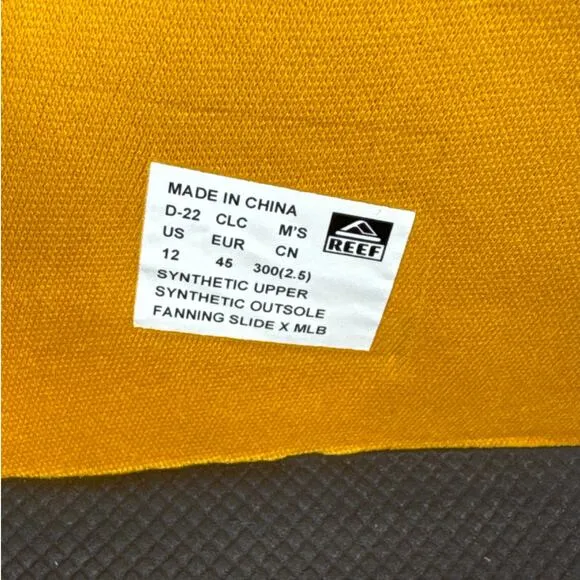 MADE IN CHINA
D-22 CLC M'S
US EUR CN
12 45 300(2.5)
SYNTHETIC UPPER
SYNTHETIC OUTSOLE
FANNING SLIDE X MLB
REEF